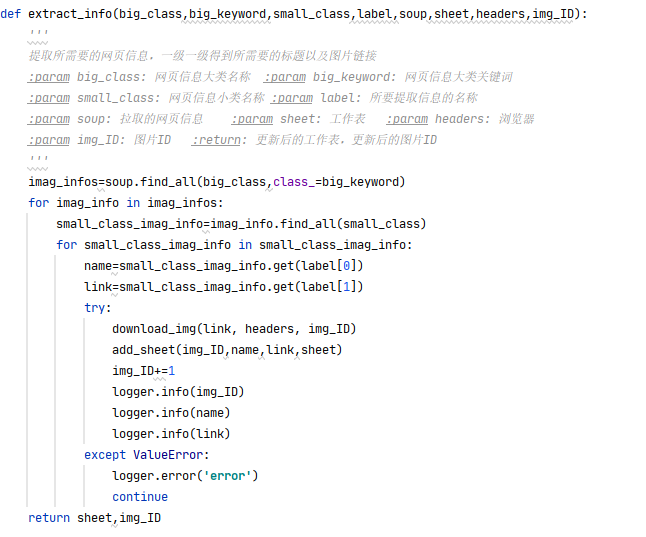 def extract_info(big_class,big_keyword,small_class,label,soup,sheet,headers,img_ID):
    '''
    提取所需要的网页信息，一级一级得到所需要的标题以及图片链接
    :param big_class: 网页信息大类名称  :param big_keyword: 网页信息大类关键词
    :param small_class: 网页信息小类名称 :param label: 所要提取信息的名称
    :param soup: 拉取的网页信息    :param sheet: 工作表   :param headers: 浏览器
    :param img_ID: 图片ID   :return: 更新后的工作表，更新后的图片ID
    '''
    imag_infos=soup.find_all(big_class,class_=big_keyword)
    for imag_info in imag_infos:
        small_class_imag_info=imag_info.find_all(small_class)
        for small_class_imag_info in small_class_imag_info:
            name=small_class_imag_info.get(label[0])
            link=small_class_imag_info.get(label[1])
            try:
                download_img(link, headers, img_ID)
                add_sheet(img_ID,name,link,sheet)
                img_ID+=1
                logger.info(img_ID)
                logger.info(name)
                logger.info(link)
            except ValueError:
                logger.error('error')
                continue
    return sheet,img_ID